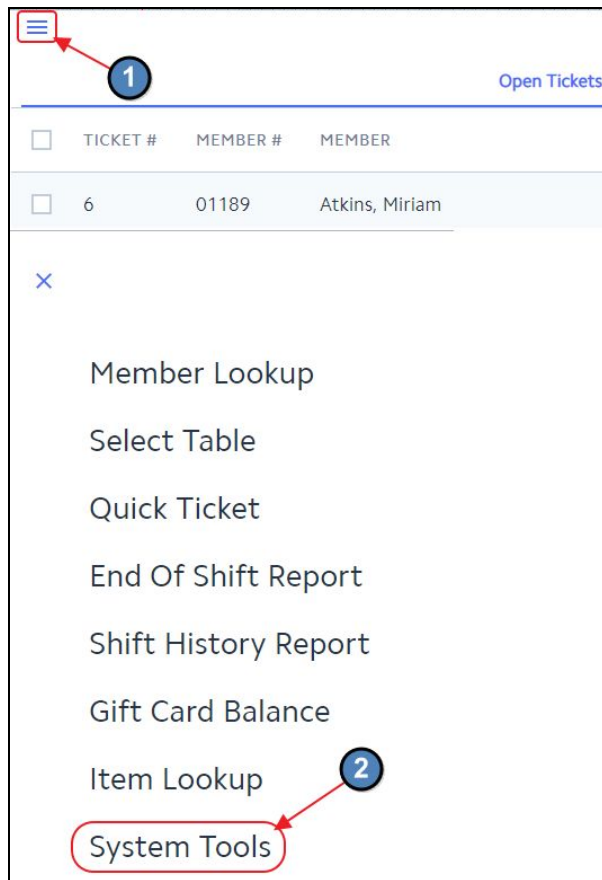 1
Open Tickets
TICKET # MEMBER # MEMBER
6 01189 Atkins, Miriam
Member Lookup
Select Table
Quick Ticket
End Of Shift Report
Shift History Report
Gift Card Balance
Item Lookup
2
System Tools